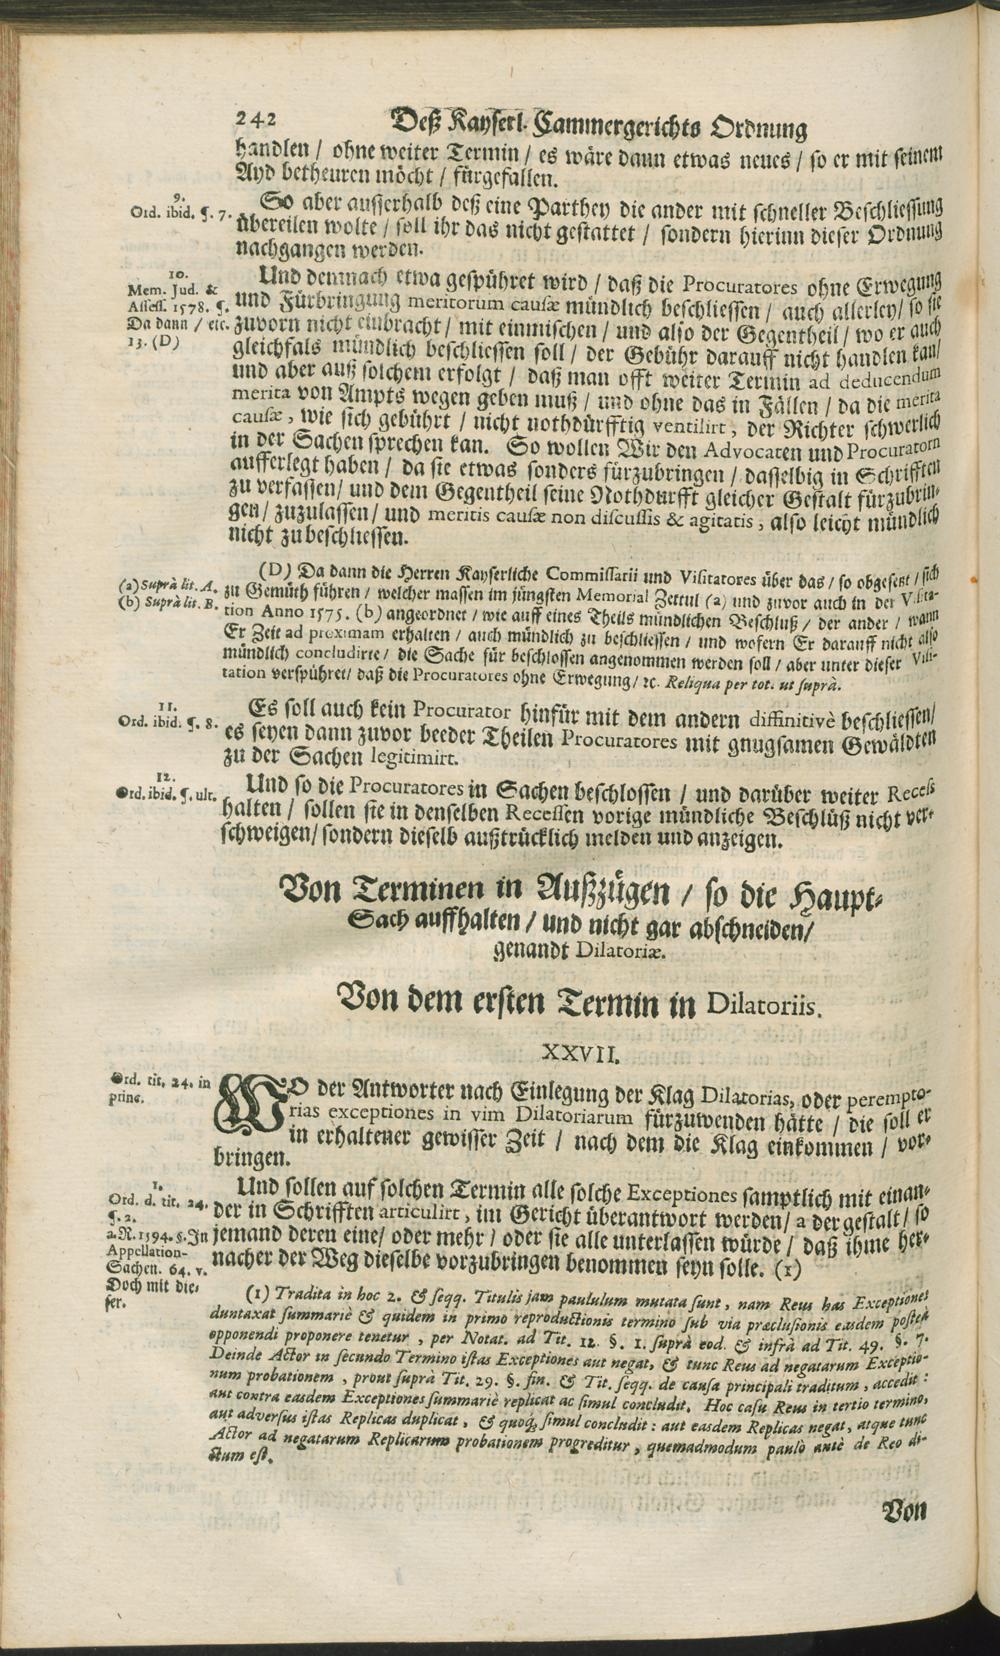 242 Deß Kayserl. Cammergerichts Ordnung
handlen / ohne weiter Termin / es wäre dann etwas neues / so er mit seinem
Ayd betheuren möcht / fürgefallen.
9.
Ord. ibid. ¶. 7.
So aber ausserhalb deß eine Parthey die ander mit schneller Beschliessung
übereilen wolte / soll ihr das nicht gestattet / sondern hierinn dieser Ordnung
nachgangen werden.
10.
Mem. Jud. &
Assess. 1578. ¶.
Da dann / etc.
13. (D)
Und demnach etwa gespühret wird / daß die Procuratores ohne Erwegung
und Fürbringung meritorum causæ mündlich beschliessen / auch allerley / so sie
zuvorn nicht einbracht / mit einmischen / und also der Gegentheil / wo er auch
gleichfals mündlich beschliessen soll / der Gebühr darauff nicht handlen kan /
und aber auß solchem erfolgt / daß man offt weiter Termin ad deducendum
merita von Ampts wegen geben muß / und ohne das in Fällen / da die merita
causæ, wie sich gebührt / nicht nothdürfftig ventilirt, der Richter schwerlich
in der Sachen sprechen kan. So wollen Wir den Advocaten und Procuratorn
aufferlegt haben / da sie etwas sonders fürzubringen / dasselbig in Schrifften
zu verfassen / und dem Gegentheil seine Nothdurfft gleicher Gestalt fürzubrin-
gen / zuzulassen / und meritis causæ non discussis & agitatis, also leicht mündlich
nicht zu beschliessen.
(a) Suprà lit. A.
(b) Suprà lit. B.
(D) Da dann die Herren Kayserliche Commissarii und Visitatores über das / so obgesetzt / sich
zu Gemüth führen / welcher massen im jüngsten Memorial Zettul (a) und zuvor auch in der Visita-
tion Anno 1575. (b) angeordnet / wie auff eines Theils mündlichen Beschluß / der ander / wann
Er Zeit ad proximam erhalten / auch mündlich zu beschliessen / und wofern Er darauff nicht also
mündlich concludirte / die Sache für beschlossen angenommen werden soll / aber unter dieser Visi-
tation verspühret / daß die Procuratores ohne Erwegung / ꝛc. Reliqua per tot. ut suprà.
11.
Ord. ibid. ¶. 8.
Es soll auch kein Procurator hinfür mit dem andern diffinitivè beschliessen /
es seyen dann zuvor beeder Theilen Procuratores mit gnugsamen Gewäldten
zu der Sachen legitimirt.
12.
Ord. ibid. ¶. ult.
Und so die Procuratores in Sachen beschlossen / und darüber weiter Recess
halten / sollen sie in denselben Recessen vorige mündliche Beschlüß nicht ver-
schweigen / sondern dieselb außtrücklich melden und anzeigen.
Von Terminen in Außzügen / so die Haupt-
Sach auffhalten / und nicht gar abschneiden /
genandt Dilatoriæ.
Von dem ersten Termin in Dilatoriis.
XXVII.
Ord. tit. 24. in
princ.
WO der Antworter nach Einlegung der Klag Dilatorias, oder perempto-
rias exceptiones in vim Dilatoriarum fürzuwenden hätte / die soll er
in erhaltener gewisser Zeit / nach dem die Klag einkommen / vor-
bringen.
1.
Ord. d. tit. 24.
¶. 2.
a. R. 1594. §. In
Appellation-
Sachen. 64. v.
Doch mit die-
ser.
Und sollen auf solchen Termin alle solche Exceptiones samptlich mit einan-
der in Schrifften articulirt, im Gericht überantwort werden / a der gestalt / so
jemand deren eine / oder mehr / oder sie alle unterlassen würde / daß ihme her-
nacher der Weg dieselbe vorzubringen benommen seyn solle. (1)
(1) Tradita in hoc 2. & seqq. Titulis jam paululum mutata sunt, nam Reus has Exceptiones
duntaxat summariè & quidem in primo reproductionis termino sub via præclusionis easdem posteà
opponendi proponere tenetur, per Notat. ad Tit. 12. §. 1. suprà eod. & infrà ad Tit. 49. §. 7.
Deinde Actor in secundo Termino istas Exceptiones aut negat, & tunc Reus ad negatarum Exceptio-
num probationem, prout suprà Tit. 29. §. fin. & Tit. seqq. de causa principali traditum, accedit:
aut contra easdem Exceptiones summariè replicat ac simul concludit. Hoc casu Reus in tertio termino,
aut adversus istas Replicas duplicat, & quoq; simul concludit: aut easdem Replicas negat, atque tunc
Actor ad negatarum Replicarum probationem progreditur, quemadmodum paulò antè de Reo di-
ctum est.
Von